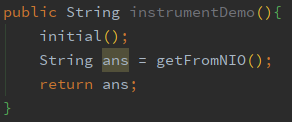 public String instrumentDemo(){
    initial();
    String ans = getFromNIO();
    return ans;
}